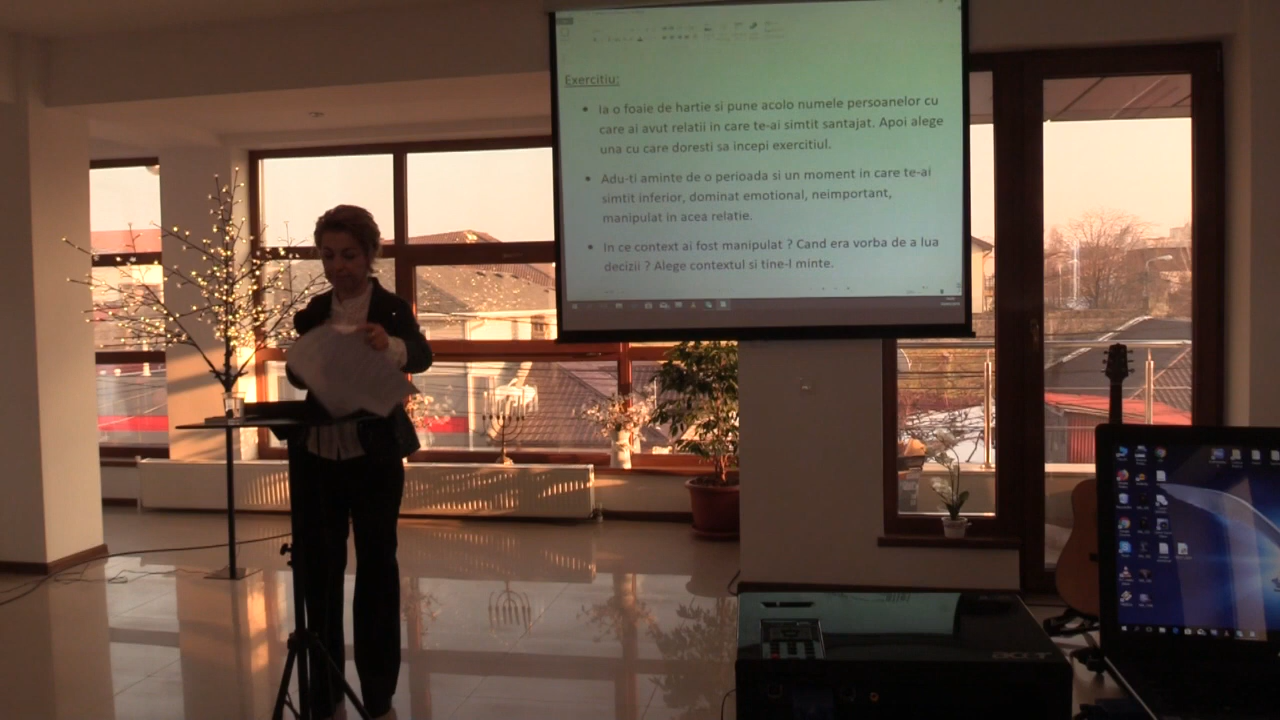 Exercitiu:
Ia o foaie de hartie si pune acolo numele persoanelor cu
care ai avut relatii in care te-ai simtit santajat. Apoi alege
una cu care doresti sa incepi exercitiul.
Adu-ti aminte de o perioada si un moment in care te-ai
simtit inferior, dominat emotional, neimportant,
manipulat in acea relatie.
In ce context ai fost manipulat ? Cand era vorba de a lua
decizii ? Alege contextul si tine-l minte.
acer